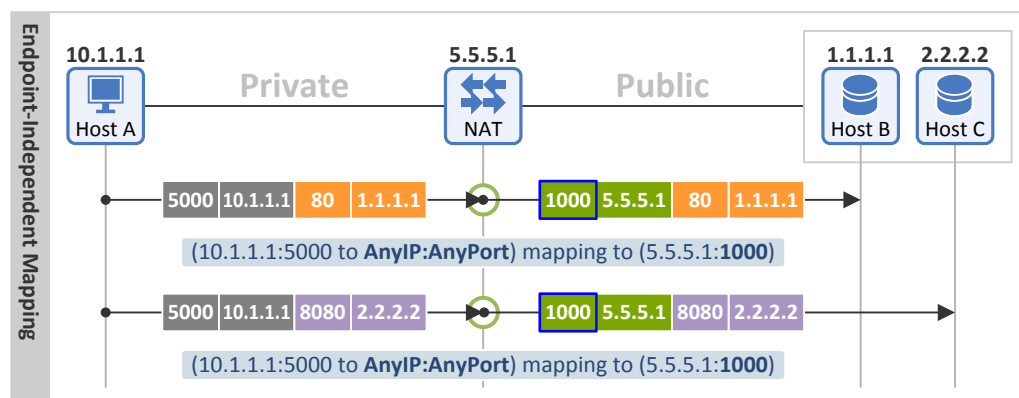 Endpoint-Independent Mapping
10.1.1.1 5.5.5.1 1.1.1.1 2.2.2.2
Private Public
Host A NAT Host B Host C
5000 10.1.1.1 80 1.1.1.1 1000 5.5.5.1 80 1.1.1.1
(10.1.1.1:5000 to AnyIP:AnyPort) mapping to (5.5.5.1:1000)
5000 10.1.1.1 8080 2.2.2.2 1000 5.5.5.1 8080 2.2.2.2
(10.1.1.1:5000 to AnyIP:AnyPort) mapping to (5.5.5.1:1000)